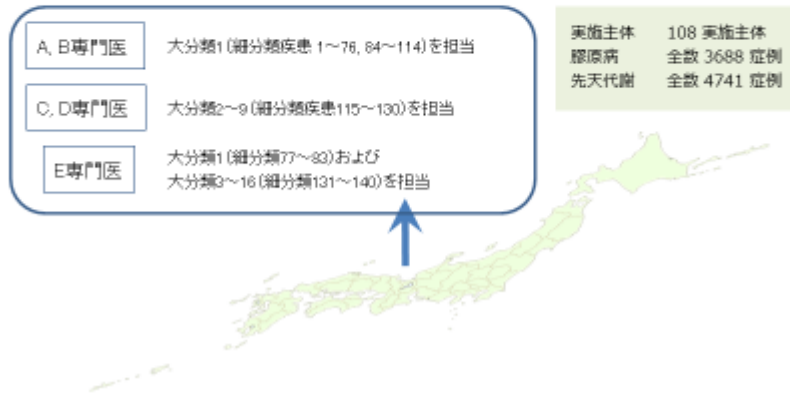 A, B専門医
大分類1(細分類疾患 1～76, 84～114)を担当
C, D専門医
大分類2～9(細分類疾患115～130)を担当
E専門医
大分類1(細分類77～83)および
大分類3～16(細分類131～140)を担当
実施主体 108 実施主体
膠原病 全数 3688 症例
先天代謝 全数 4741 症例